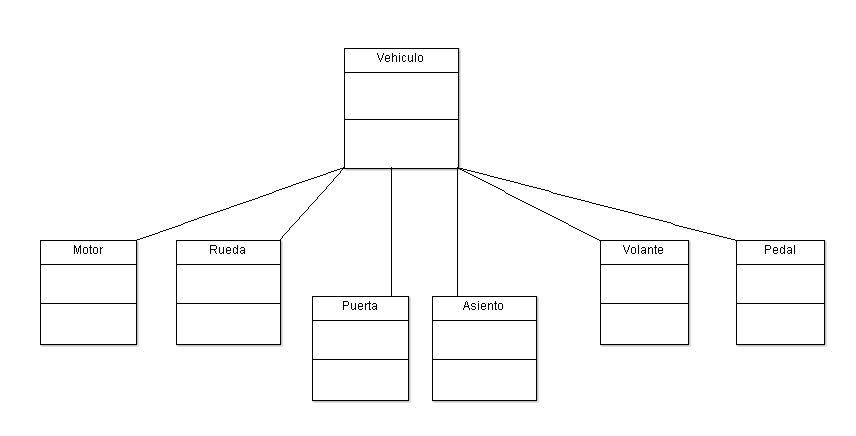 Vehiculo
Motor
Rueda
Volante
Pedal
Puerta
Asiento